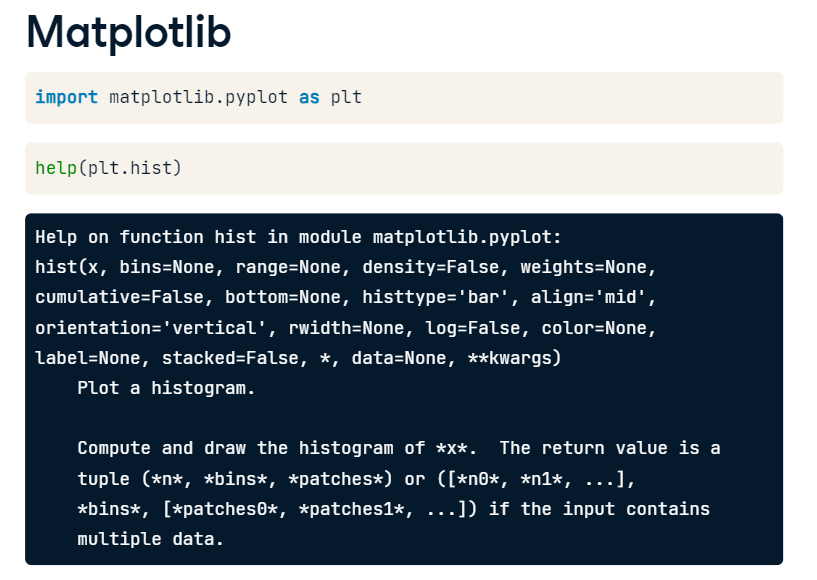 Matplotlib
import matplotlib.pyplot as plt
help(plt.hist)
Help on function hist in module matplotlib.pyplot:
hist(x, bins=None, range=None, density=False, weights=None,
cumulative=False, bottom=None, histtype='bar', align='mid',
orientation='vertical', rwidth=None, log=False, color=None,
label=None, stacked=False, *, data=None, **kwargs)
    Plot a histogram.
    Compute and draw the histogram of *x*.  The return value is a
    tuple (*n*, *bins*, *patches*) or ([*n0*, *n1*, ...],
    *bins*, [*patches0*, *patches1*, ...]) if the input contains
    multiple data.